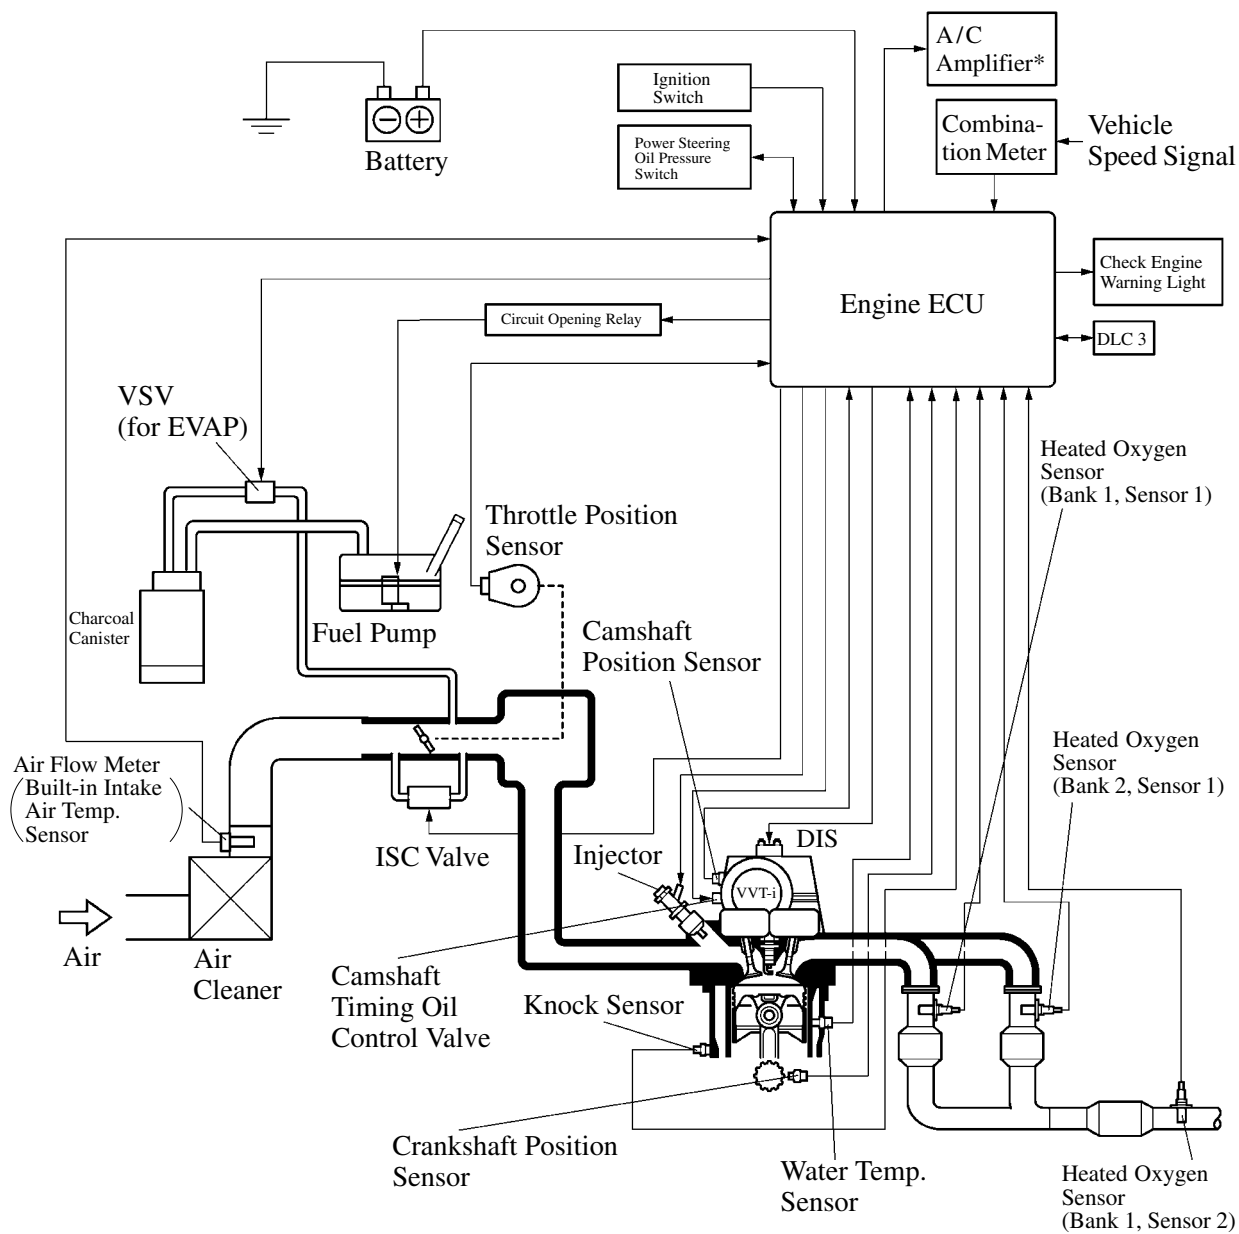 A/C
Amplifier*
Ignition
Switch
Battery
Power Steering
Oil Pressure
Switch
Combina-
tion Meter
Vehicle
Speed Signal
Engine ECU
Check Engine
Warning Light
Circuit Opening Relay
DLC 3
VSV
(for EVAP)
Heated Oxygen
Sensor
(Bank 1, Sensor 1)
Throttle Position
Sensor
Charcoal
Canister
Fuel Pump
Camshaft
Position Sensor
Heated Oxygen
Sensor
(Bank 2, Sensor 1)
Air Flow Meter
(Built-in Intake
Air Temp.
Sensor)
ISC Valve
Injector
DIS
VVT-i
Air
Air
Cleaner
Camshaft
Timing Oil
Control Valve
Knock Sensor
Crankshaft Position
Sensor
Water Temp.
Sensor
Heated Oxygen
Sensor
(Bank 1, Sensor 2)